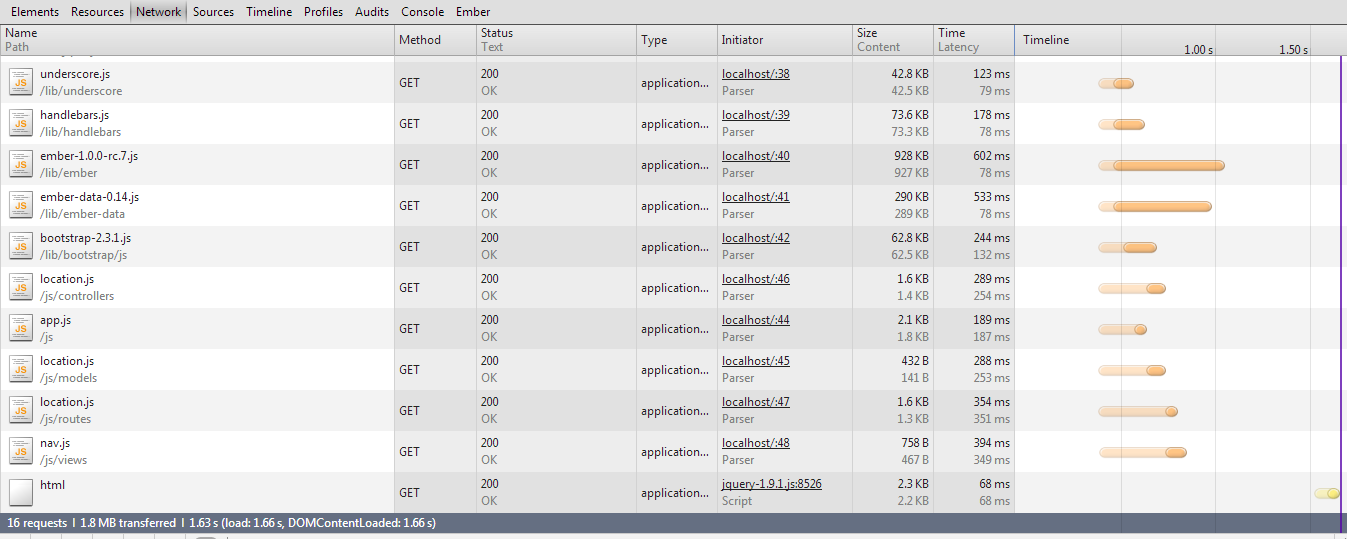 Elements Resources Network Sources Timeline Profiles Audits Console Ember
Name Method Status Type Initiator Size Time Timeline
Path Text Content Latency 1.00 s 1.50 s
underscore.js GET 200 application... localhost/:38 42.8 KB 123 ms
/lib/underscore OK Parser 42.5 KB 79 ms
handlebars.js GET 200 application... localhost/:39 73.6 KB 178 ms
/lib/handlebars OK Parser 73.3 KB 78 ms
ember-1.0.0-rc.7.js GET 200 application... localhost/:40 928 KB 602 ms
/lib/ember OK Parser 927 KB 78 ms
ember-data-0.14.js GET 200 application... localhost/:41 290 KB 533 ms
/lib/ember-data OK Parser 289 KB 78 ms
bootstrap-2.3.1.js GET 200 application... localhost/:42 62.8 KB 244 ms
/lib/bootstrap/js OK Parser 62.5 KB 132 ms
location.js GET 200 application... localhost/:46 1.6 KB 289 ms
/js/controllers OK Parser 1.4 KB 254 ms
app.js GET 200 application... localhost/:44 2.1 KB 189 ms
/js OK Parser 1.8 KB 187 ms
location.js GET 200 application... localhost/:45 432 B 288 ms
/js/models OK Parser 141 B 253 ms
location.js GET 200 application... localhost/:47 1.6 KB 354 ms
/js/routes OK Parser 1.3 KB 351 ms
nav.js GET 200 application... localhost/:48 758 B 394 ms
/js/views OK Parser 467 B 349 ms
html GET 200 application... jquery-1.9.1.js:8526 2.3 KB 68 ms
OK Script 2.2 KB 68 ms
16 requests | 1.8 MB transferred | 1.63 s (load: 1.66 s, DOMContentLoaded: 1.66 s)